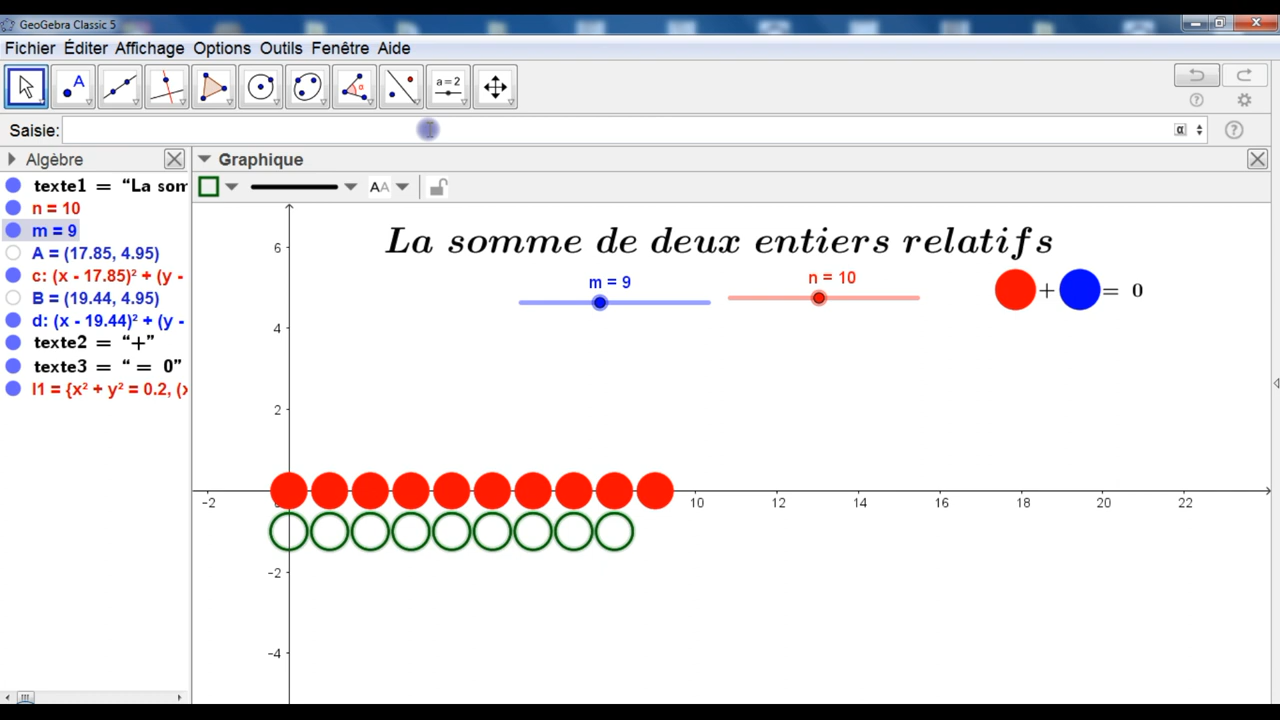 GeoGebra Classic 5
Fichier Éditer Affichage Options Outils Fenêtre Aide
A α a=2
Saisie: α
Algèbre Graphique
AA
texte1 = “La som
n = 10
m = 9
A = (17.85, 4.95)
c: (x - 17.85)² + (y -
B = (19.44, 4.95)
d: (x - 19.44)² + (y -
texte2 = “+”
texte3 = “ = 0”
l1 = {x² + y² = 0.2, (x
La somme de deux entiers relatifs
m = 9 n = 10
+ = 0
6
4
2
-2 10 12 14 16 18 20 22
-2
-4